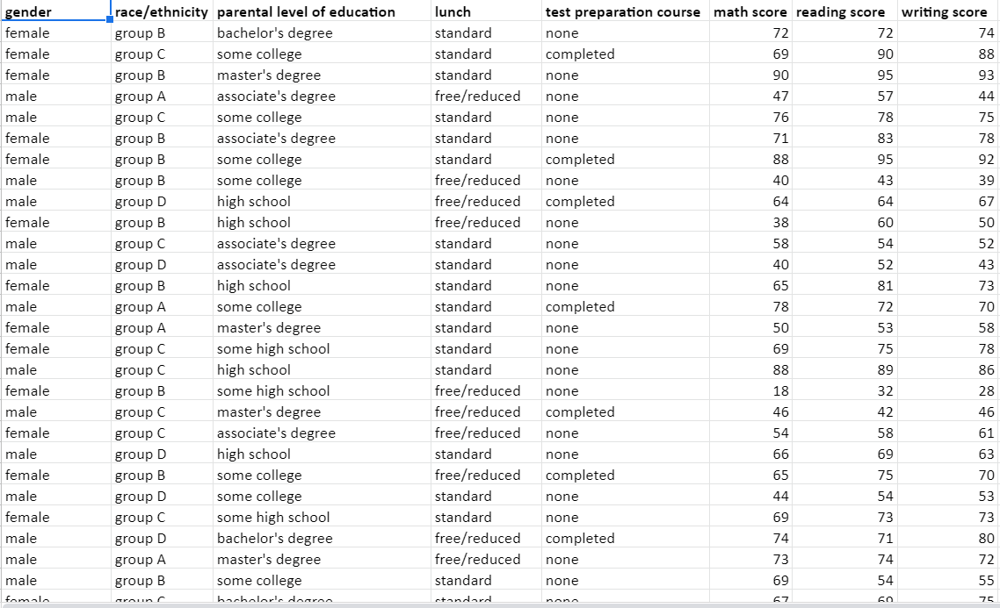 gender race/ethnicity parental level of education lunch test preparation course math score reading score writing score
female group B bachelor's degree standard none 72 72 74
female group C some college standard completed 69 90 88
female group B master's degree standard none 90 95 93
male group A associate's degree free/reduced none 47 57 44
male group C some college standard none 76 78 75
female group B associate's degree standard none 71 83 78
female group B some college standard completed 88 95 92
male group B some college free/reduced none 40 43 39
male group D high school free/reduced completed 64 64 67
female group B high school free/reduced none 38 60 50
male group C associate's degree standard none 58 54 52
male group D associate's degree standard none 40 52 43
female group B high school standard none 65 81 73
male group A some college standard completed 78 72 70
female group A master's degree standard none 50 53 58
female group C some high school standard none 69 75 78
male group C high school standard none 88 89 86
female group B some high school free/reduced none 18 32 28
male group C master's degree free/reduced completed 46 42 46
female group C associate's degree free/reduced none 54 58 61
male group D high school standard none 66 69 63
female group B some college free/reduced completed 65 75 70
male group D some college standard none 44 54 53
female group C some high school standard none 69 73 73
male group D bachelor's degree free/reduced completed 74 71 80
male group A master's degree free/reduced none 73 74 72
male group B some college standard none 69 54 55
female group C bachelor's degree standard none 67 69 75